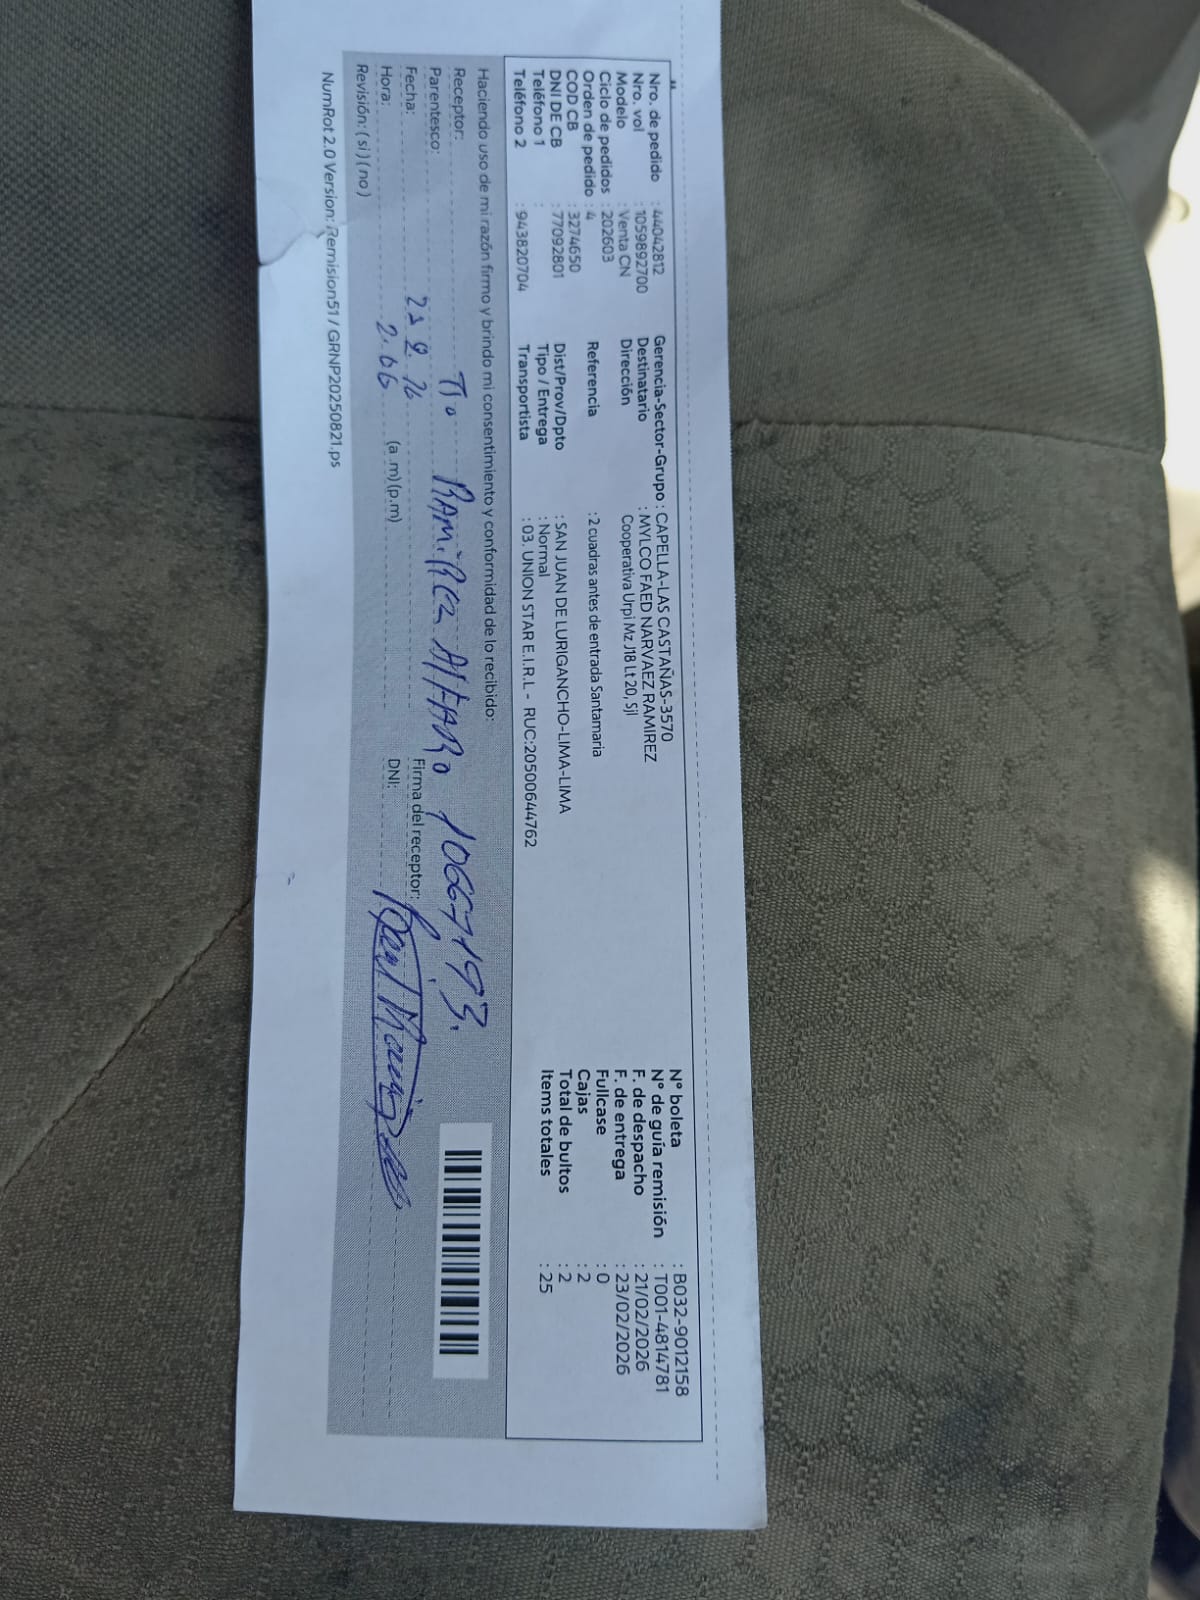 Nro. de pedido : 44042812
Nro. vol : 1059892700
Modelo : Venta CN
Ciclo de pedidos : 202603
Orden de pedido : 4
COD CB : 3274650
DNI DE CB : 77092801
Teléfono 1 :
Teléfono 2 : 943820704
Gerencia-Sector-Grupo : CAPELLA-LAS CASTAÑAS-3570
Destinatario : MYLCO FAED NARVAEZ RAMIREZ
Dirección Cooperativa Urpi Mz J18 Lt 20, Sjl
Referencia : 2 cuadras antes de entrada Santamaria
Dist/Prov/Dpto : SAN JUAN DE LURIGANCHO-LIMA-LIMA
Tipo / Entrega : Normal
Transportista : 03. UNION STAR E.I.R.L - RUC:20500644762
N° boleta : B032-9012158
N° de guía remisión : T001-4814781
F. de despacho : 21/02/2026
F. de entrega : 23/02/2026
Fullcase : 0
Cajas : 2
Total de bultos : 2
Items totales : 25
Haciendo uso de mi razón firmo y brindo mi consentimiento y conformidad de lo recibido:
Receptor: RAMIREZ ALFARO 10667193.
Parentesco: Tio
Fecha:
Firma del receptor:
Hora: 2.06 (a .m)(p.m)
DNI:
Revisión: ( si ) ( no )
NumRot 2.0 Version: Remision51 / GRNP20250821.ps